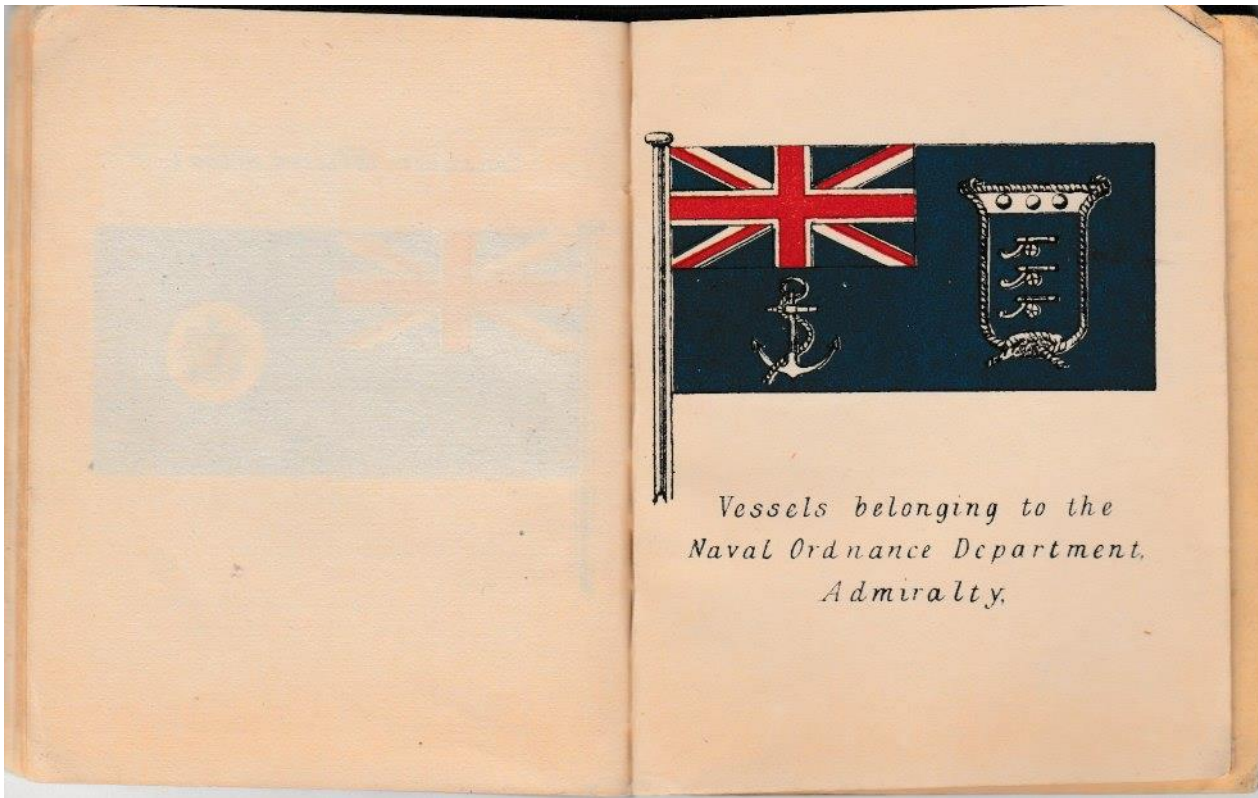 Vessels belonging to the
Naval Ordnance Department,
Admiralty,